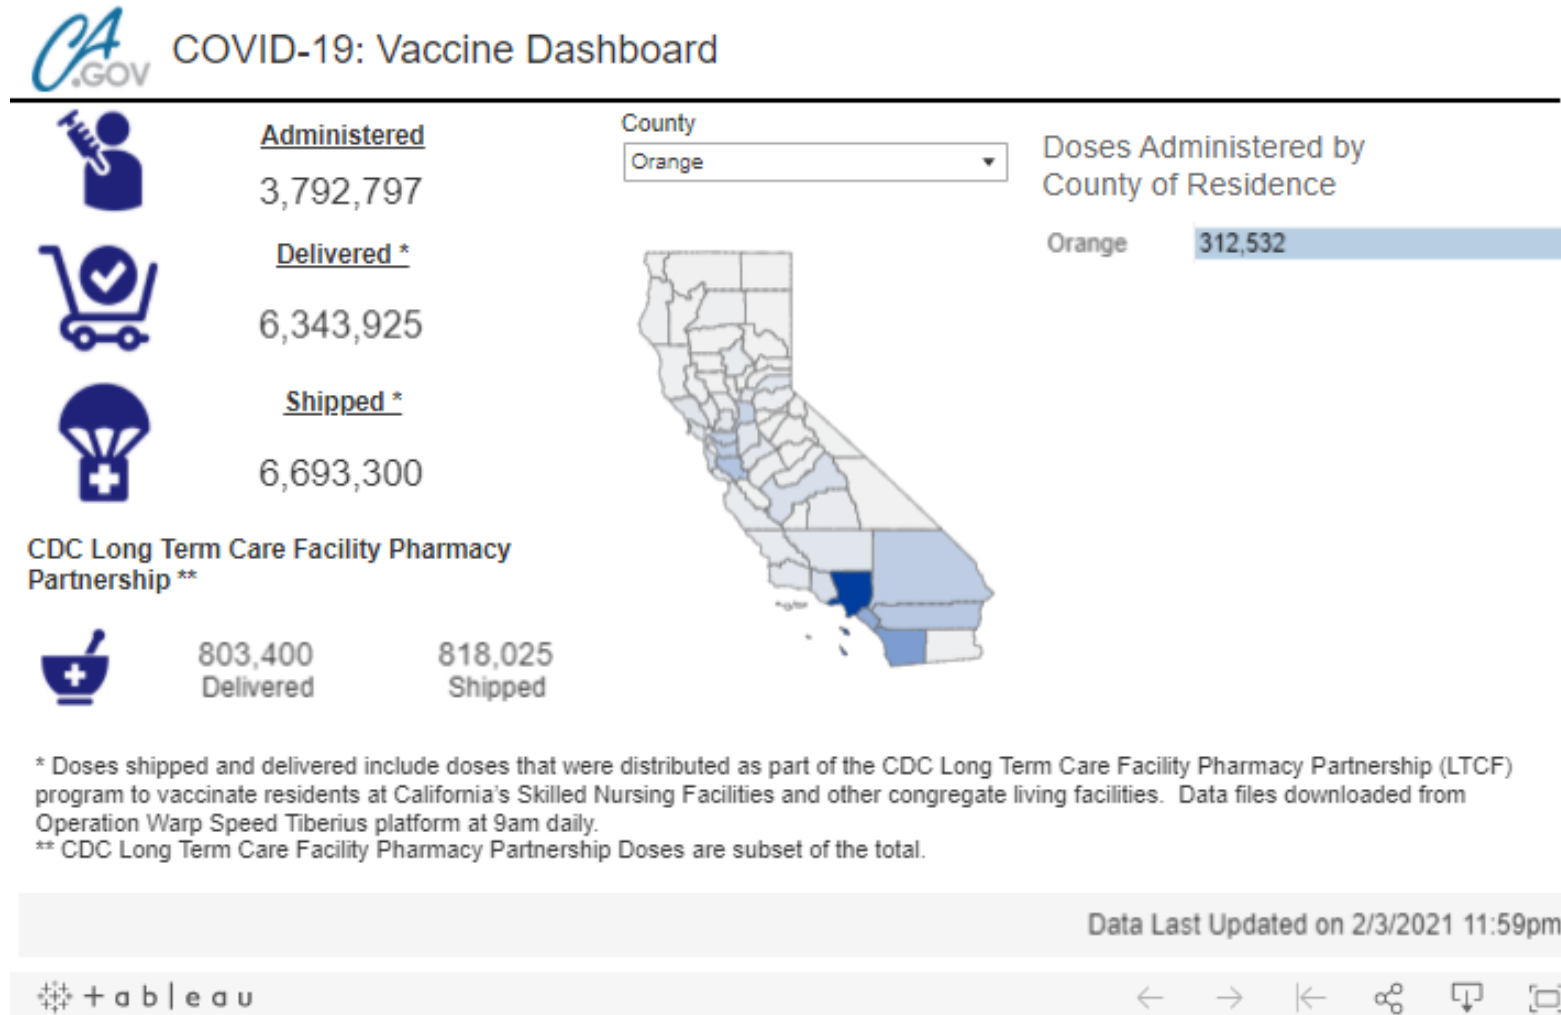 CA
.GOV
COVID-19: Vaccine Dashboard
Administered
3,792,797
Delivered *
6,343,925
Shipped *
6,693,300
CDC Long Term Care Facility Pharmacy
Partnership **
803,400
Delivered
818,025
Shipped
County
Orange
Doses Administered by
County of Residence
Orange 312,532
* Doses shipped and delivered include doses that were distributed as part of the CDC Long Term Care Facility Pharmacy Partnership (LTCF)
program to vaccinate residents at California's Skilled Nursing Facilities and other congregate living facilities.  Data files downloaded from
Operation Warp Speed Tiberius platform at 9am daily.
** CDC Long Term Care Facility Pharmacy Partnership Doses are subset of the total.
Data Last Updated on 2/3/2021 11:59pm
+ a b l e a u